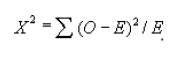 X² = ∑ (O − E)² / E.